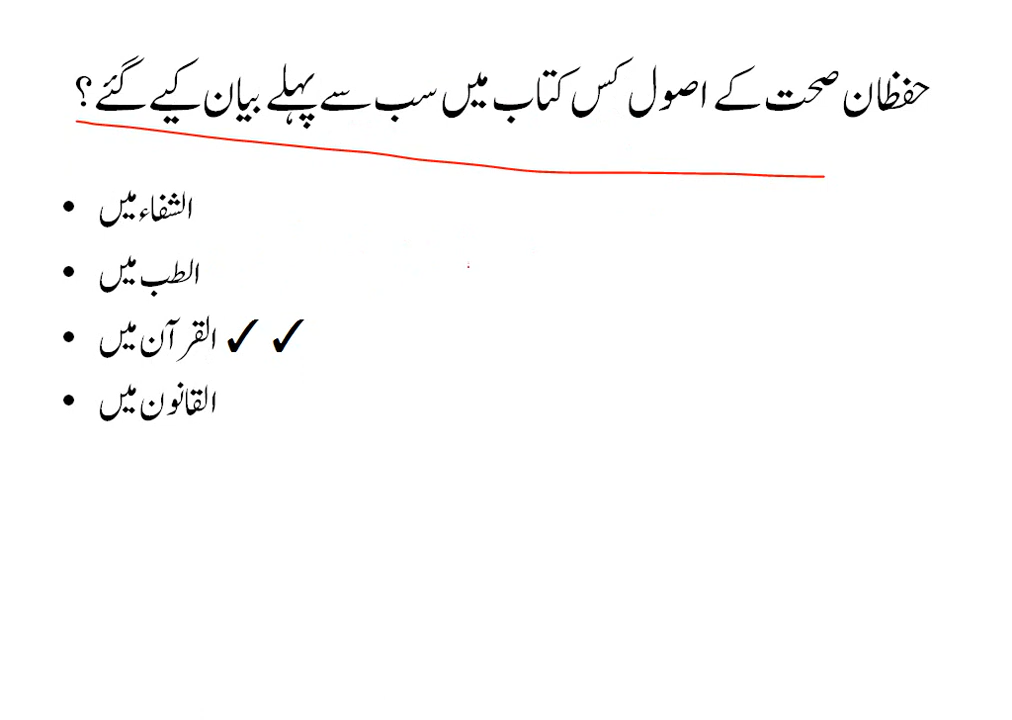 حفظان صحت کے اصول کس کتاب میں سب سے پہلے بیان کیے گئے؟
• الشفاء میں
• الطب میں
• القرآن میں ✓ ✓
• القانون میں